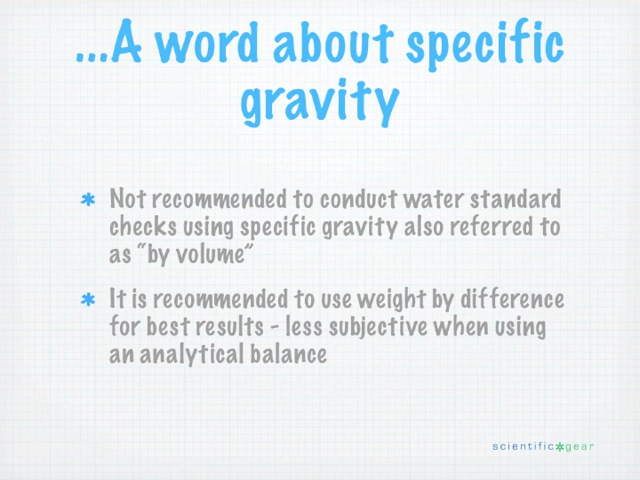 ...A word about specific
gravity
* Not recommended to conduct water standard
checks using specific gravity also referred to
as "by volume"
* It is recommended to use weight by difference
for best results - less subjective when using
an analytical balance
scientific*gear